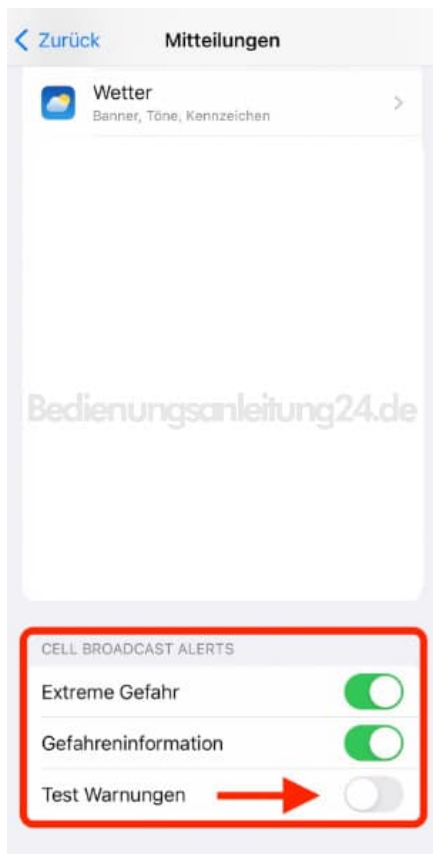 Zurück
Mitteilungen
Wetter
Banner, Töne, Kennzeichen
Bedienungsanleitung24.de
CELL BROADCAST ALERTS
Extreme Gefahr
Gefahreninformation
Test Warnungen